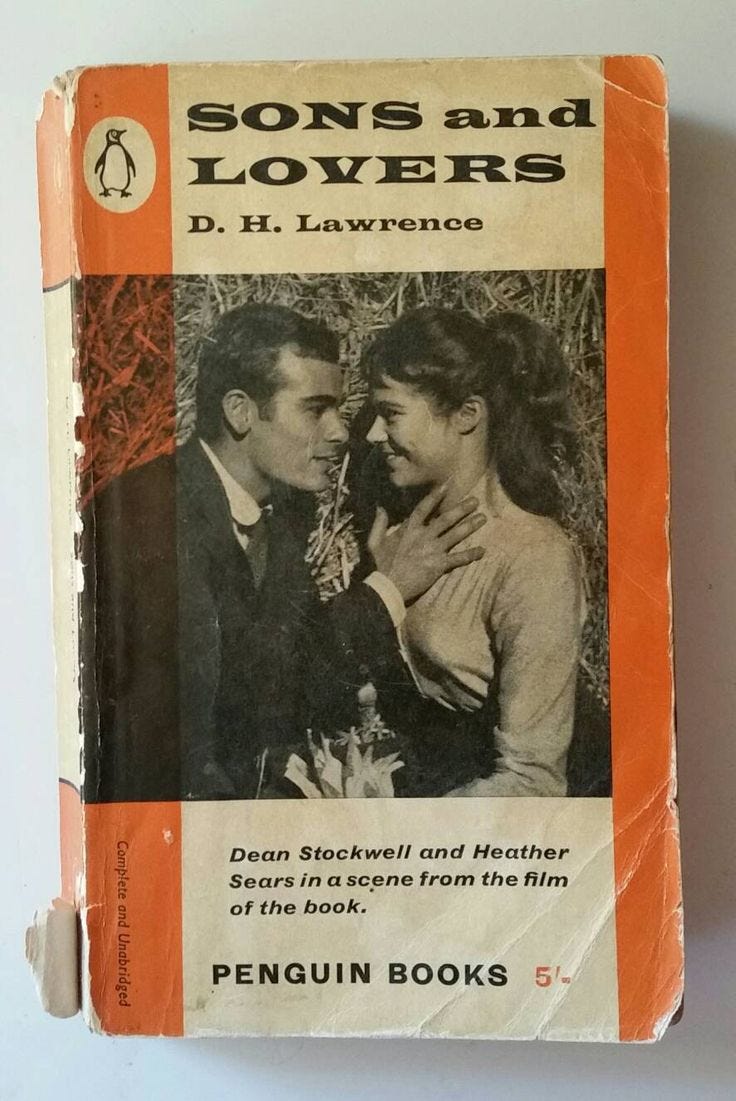 SONS and
LOVERS
D. H. Lawrence
Dean Stockwell and Heather
Sears in a scene from the film
of the book.
Complete and Unabridged
PENGUIN BOOKS 5/-